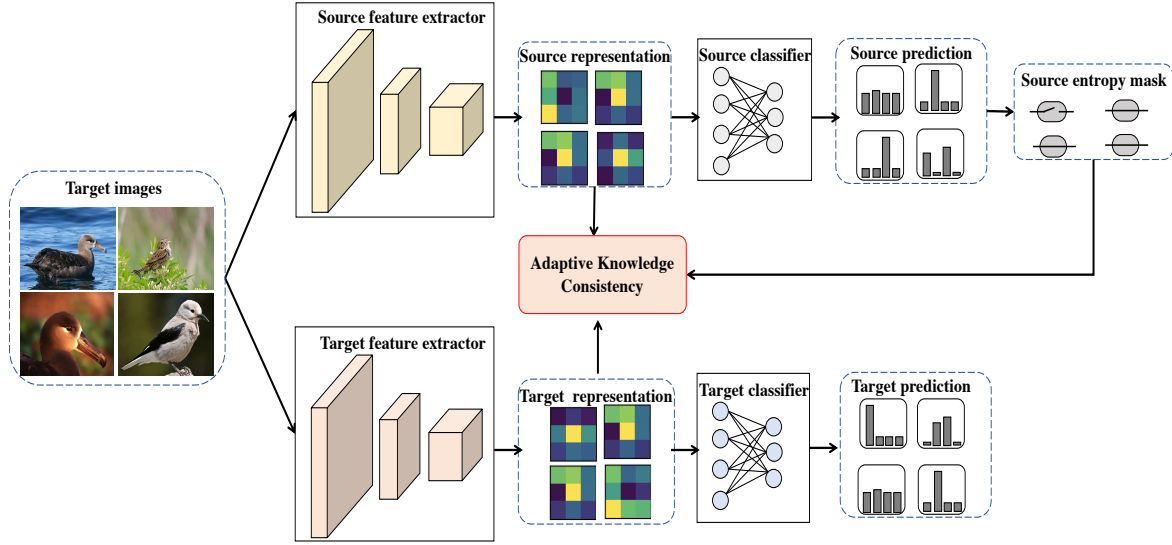 Source feature extractor
Source representation
Source classifier
Source prediction
Source entropy mask
Target images
Adaptive Knowledge
Consistency
Target feature extractor
Target representation
Target classifier
Target prediction